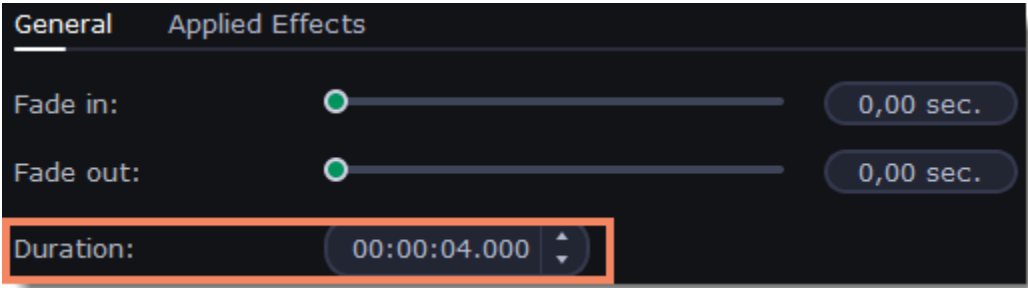 General Applied Effects
Fade in: 0,00 sec.
Fade out: 0,00 sec.
Duration: 00:00:04.000